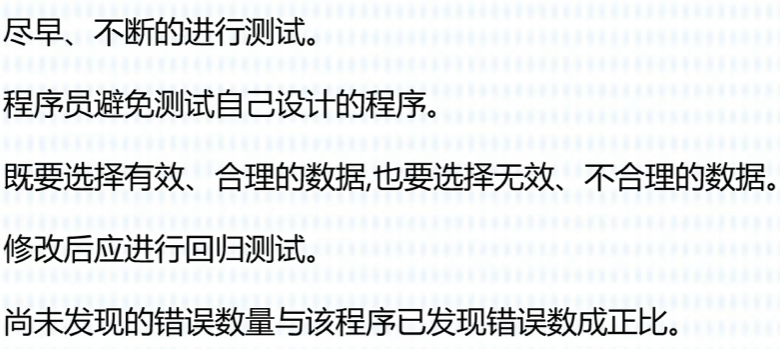 尽早、不断的进行测试。
程序员避免测试自己设计的程序。
既要选择有效、合理的数据,也要选择无效、不合理的数据。
修改后应进行回归测试。
尚未发现的错误数量与该程序已发现错误数成正比。